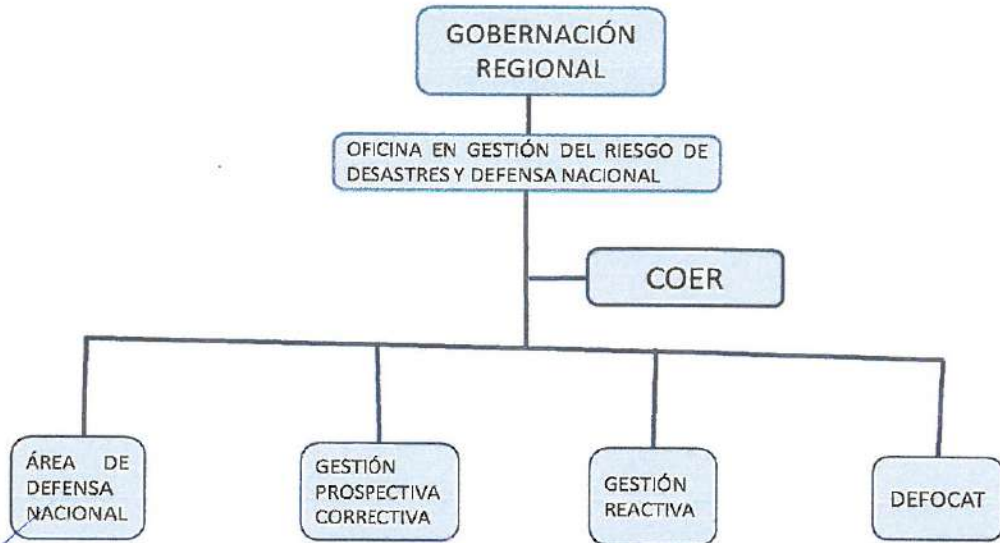 GOBERNACIÓN
REGIONAL
OFICINA EN GESTIÓN DEL RIESGO DE
DESASTRES Y DEFENSA NACIONAL
COER
ÁREA DE
DEFENSA
NACIONAL
GESTIÓN
PROSPECTIVA
CORRECTIVA
GESTIÓN
REACTIVA
DEFOCAT